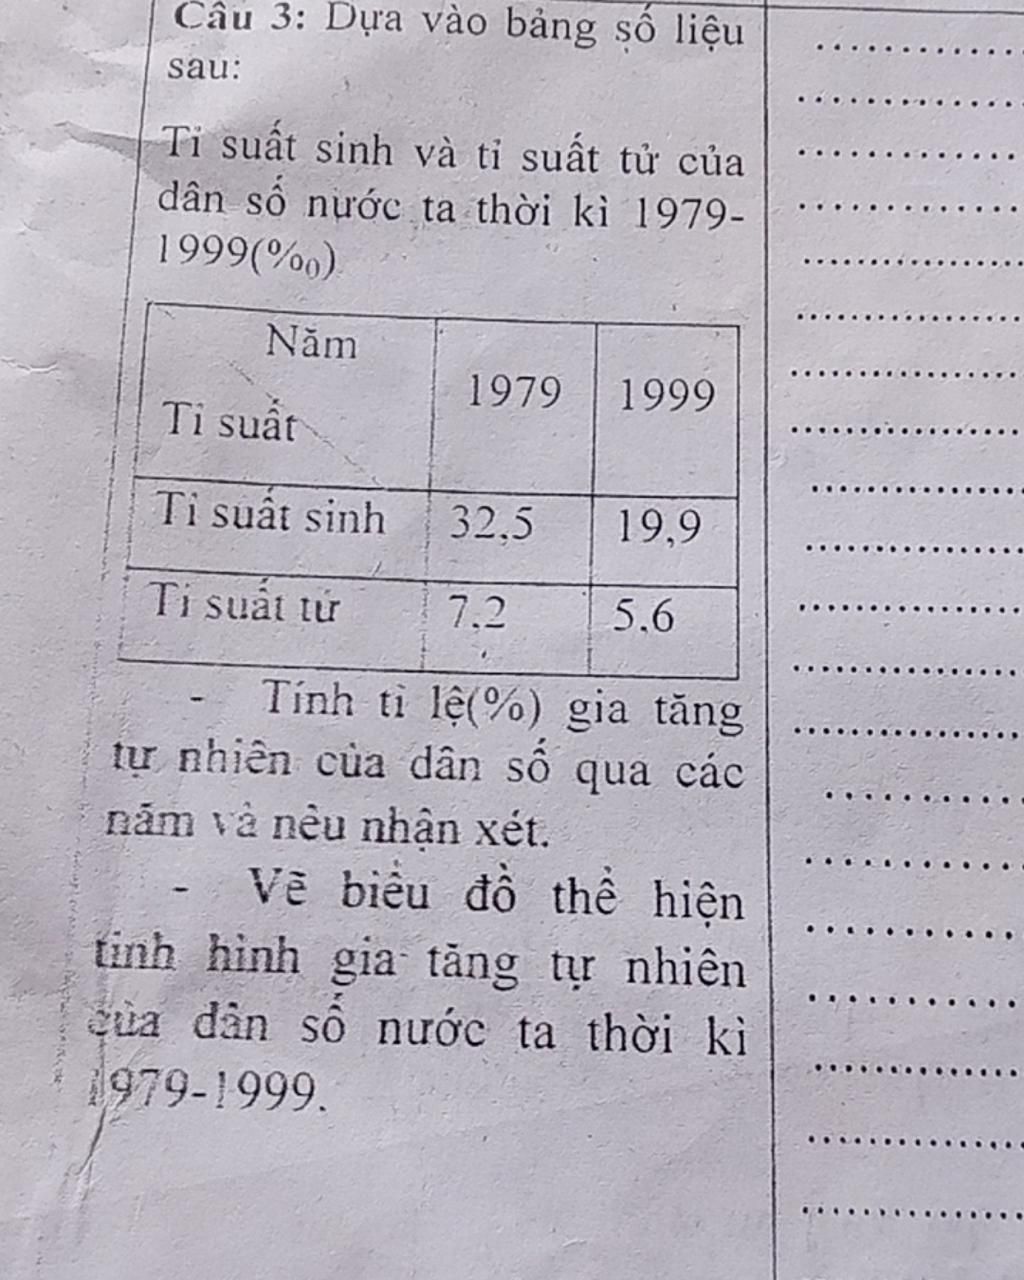 Câu 3: Dựa vào bảng số liệu
sau:
Tỉ suất sinh và tỉ suất tử của
dân số nước ta thời kì 1979-
1999(%₀)
Năm
1979 1999
Tỉ suất
Tỉ suất sinh 32,5 19,9
Tỉ suất tử 7,2 5,6
- Tính tỉ lệ(%) gia tăng
tự nhiên của dân số qua các
năm và nêu nhận xét.
- Vẽ biểu đồ thể hiện
tình hình gia tăng tự nhiên
của dân số nước ta thời kì
1979-1999.